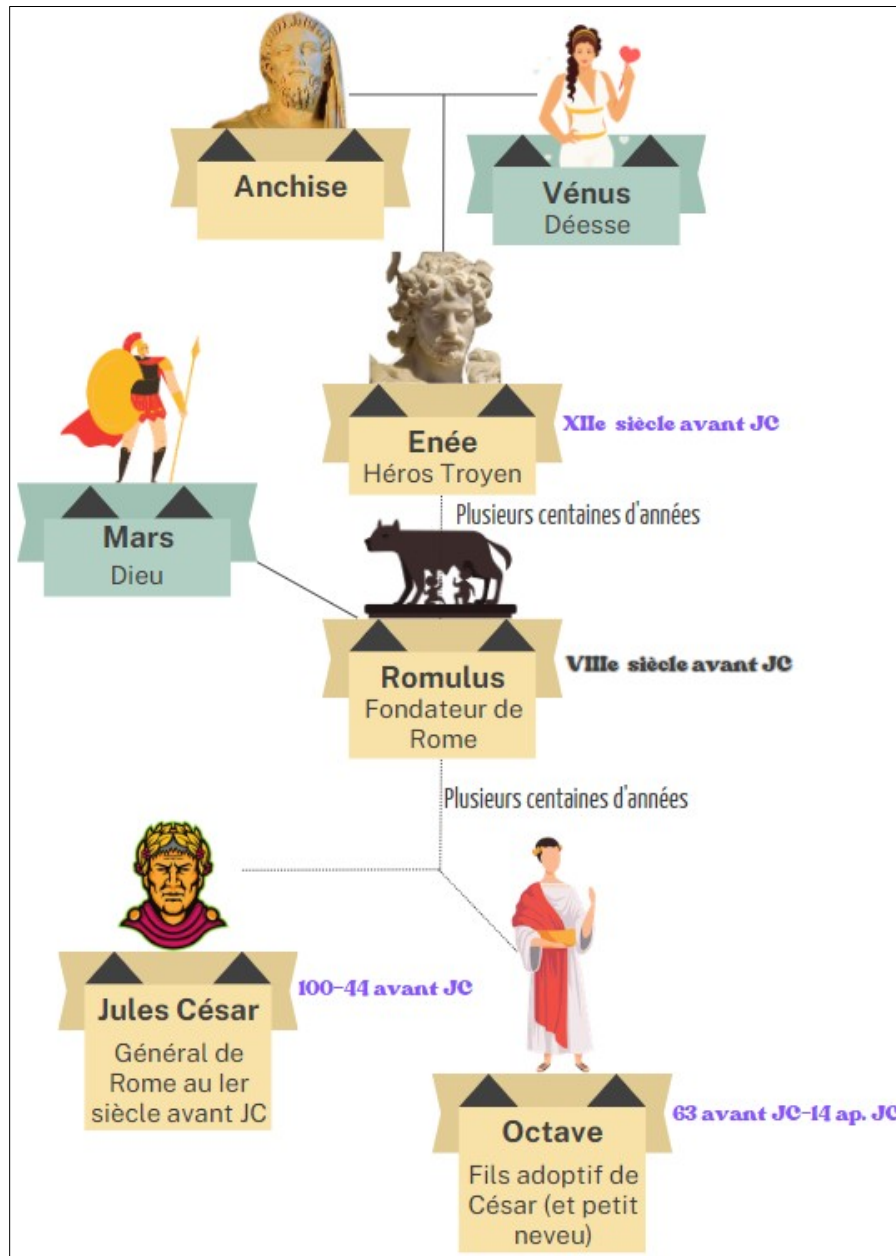 Anchise
Vénus
Déesse
Enée
Héros Troyen
XIIe siècle avant JC
Plusieurs centaines d'années
Mars
Dieu
Romulus
Fondateur de
Rome
VIIIe siècle avant JC
Plusieurs centaines d'années
Jules César
Général de
Rome au Ier
siècle avant JC
100-44 avant JC
Octave
Fils adoptif de
César (et petit
neveu)
63 avant JC-14 ap. JC